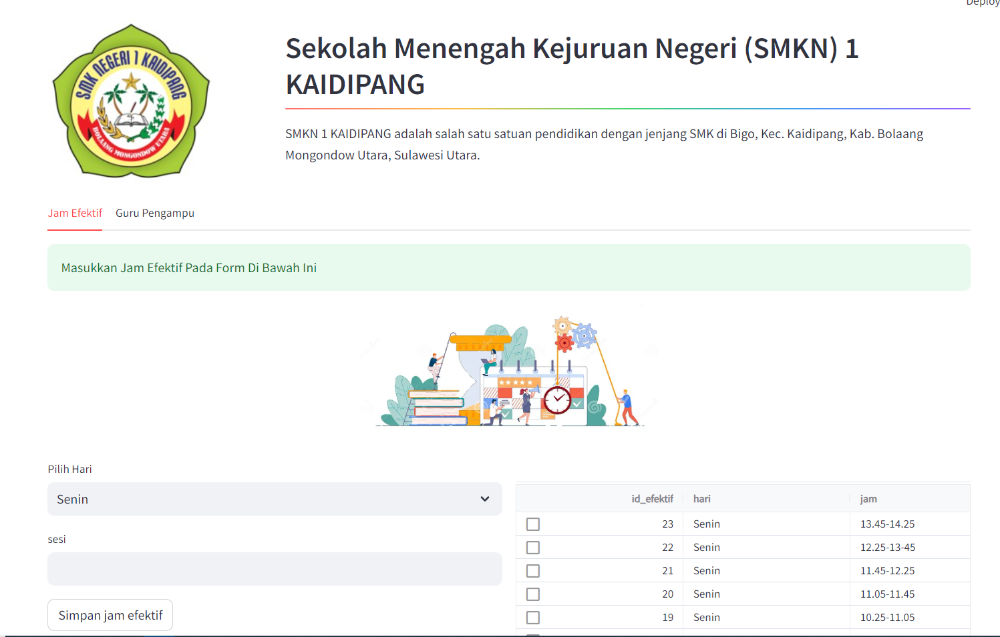 Deploy
SMK NEGERI 1 KAIDIPANG
BOLAANG MONGONDOW UTARA
Sekolah Menengah Kejuruan Negeri (SMKN) 1
KAIDIPANG
SMKN 1 KAIDIPANG adalah salah satu satuan pendidikan dengan jenjang SMK di Bigo, Kec. Kaidipang, Kab. Bolaang
Mongondow Utara, Sulawesi Utara.
Jam Efektif Guru Pengampu
Masukkan Jam Efektif Pada Form Di Bawah Ini
Pilih Hari
Senin
sesi
Simpan jam efektif
id_efektif hari jam
23 Senin 13.45-14.25
22 Senin 12.25-13-45
21 Senin 11.45-12.25
20 Senin 11.05-11.45
19 Senin 10.25-11.05